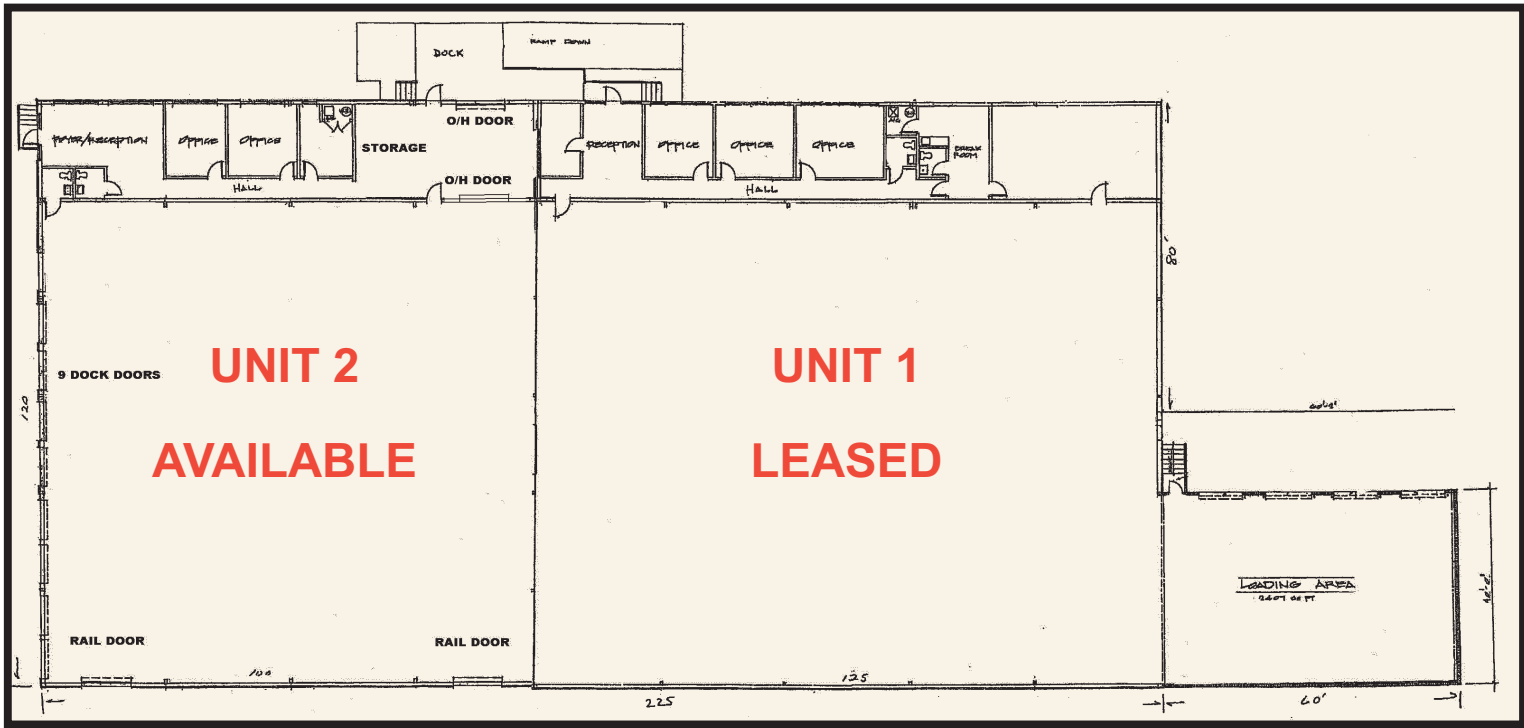 DOCK
RAMP DOWN
O/H DOOR
FOYER/RECEPTION
OFFICE
OFFICE
STORAGE
RECEPTION
OFFICE
OFFICE
OFFICE
BREAK
ROOM
O/H DOOR
HALL
HALL
80'
UNIT 2
UNIT 1
9 DOCK DOORS
120
AVAILABLE
LEASED
LOADING AREA
RAIL DOOR
RAIL DOOR
100
125
225
60'